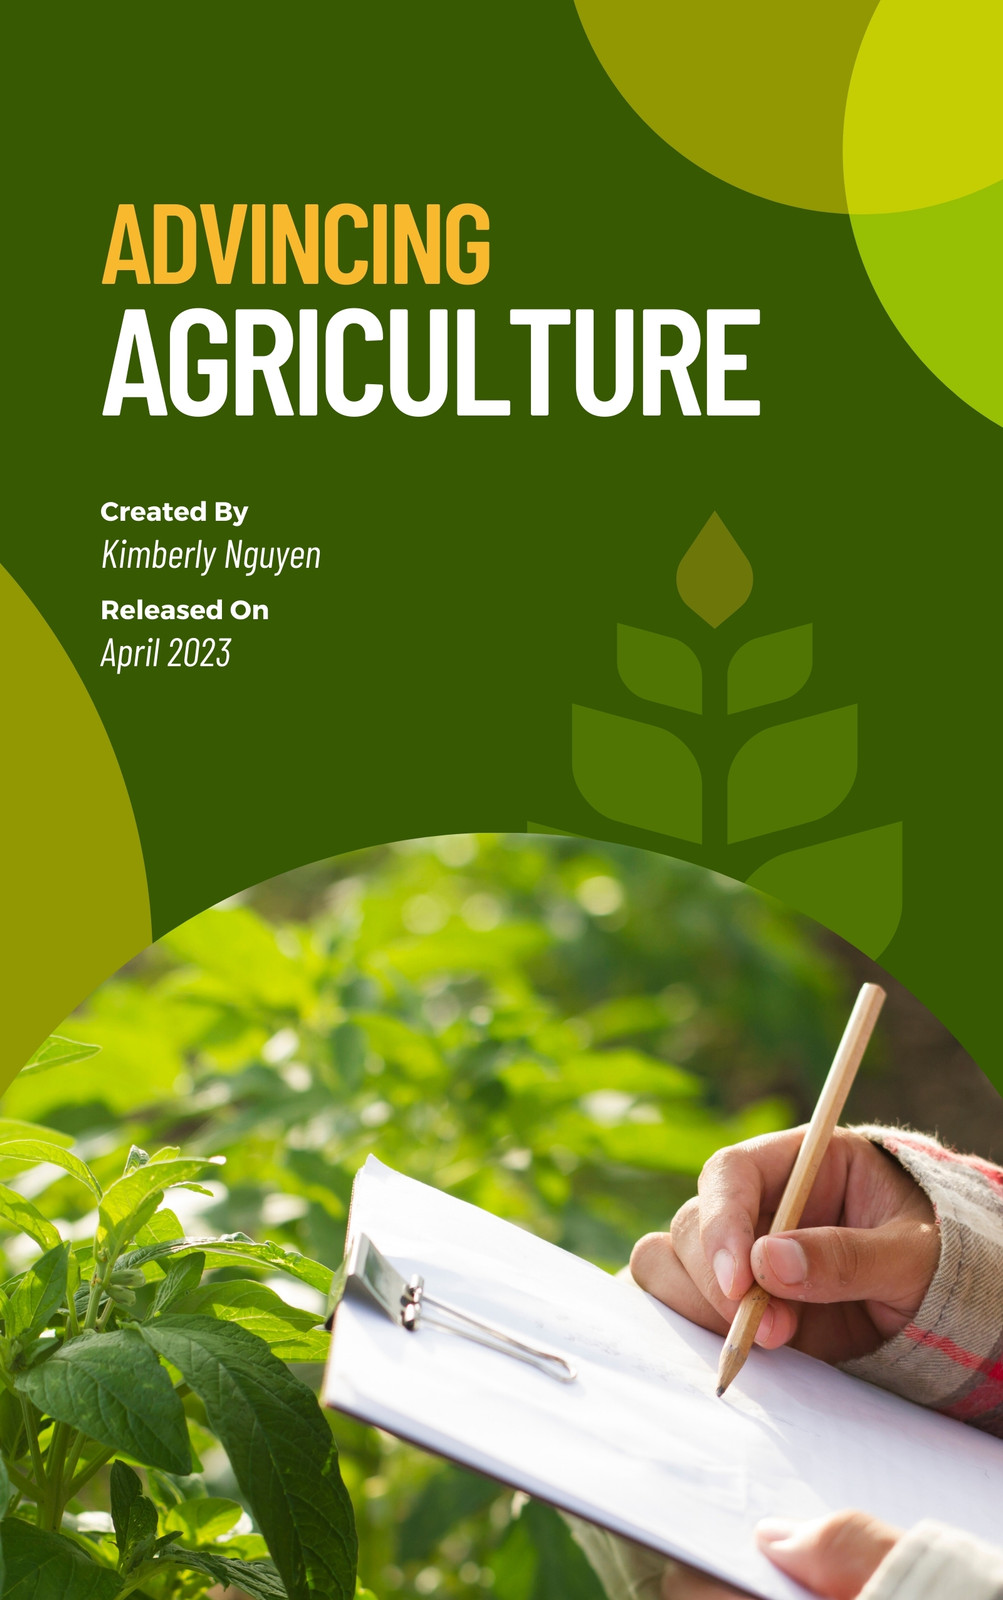 ADVINCING
AGRICULTURE
Created By
Kimberly Nguyen
Released On
April 2023